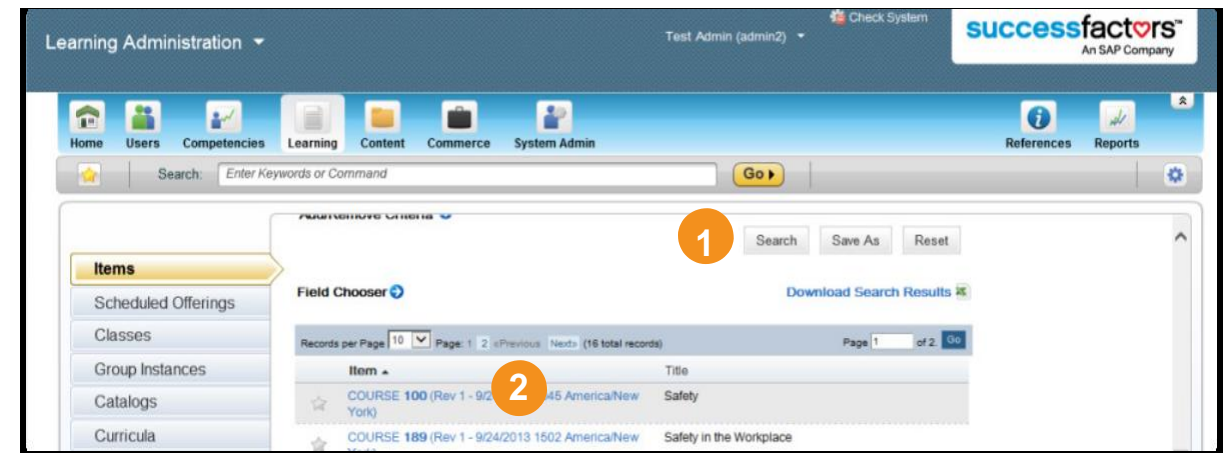 Check System
Learning Administration
Test Admin (admin2)
successfactors™
An SAP Company
Home Users Competencies Learning Content Commerce System Admin References Reports
Search: Enter Keywords or Command Go
Add/Remove Criteria
1 Search Save As Reset
Items
Field Chooser Download Search Results
Scheduled Offerings
Classes
Records per Page 10 Page: 1 2 «Previous Next» (16 total records) Page 1 of 2 Go
Item Title
Group Instances
COURSE 100 (Rev 1 - 9/2 2 45 America/New Safety
York)
Catalogs
Curricula
COURSE 189 (Rev 1 - 9/24/2013 1502 America/New Safety in the Workplace